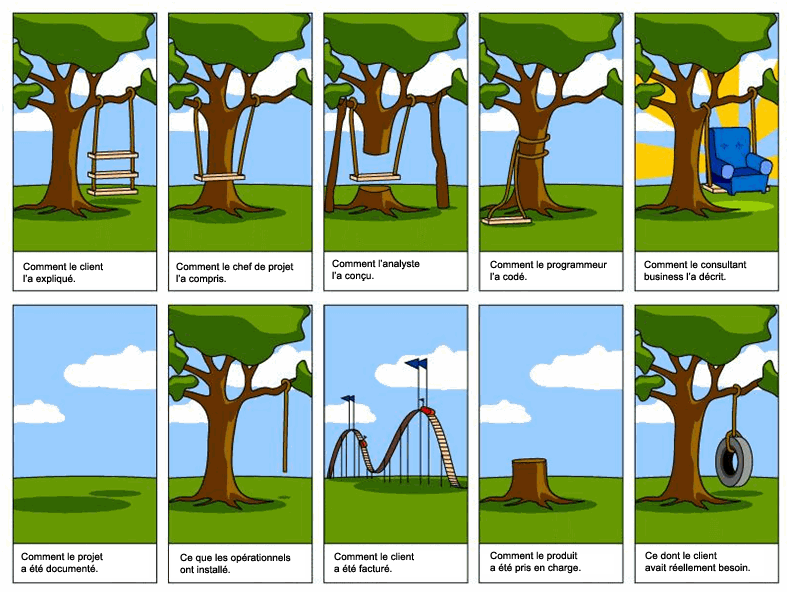 Comment le client
l'a expliqué.
Comment le chef de projet
l'a compris.
Comment l'analyste
l'a conçu.
Comment le programmeur
l'a codé.
Comment le consultant
business l'a décrit.
Comment le projet
a été documenté.
Ce que les opérationnels
ont installé.
Comment le client
a été facturé.
Comment le produit
a été pris en charge.
Ce dont le client
avait réellement besoin.